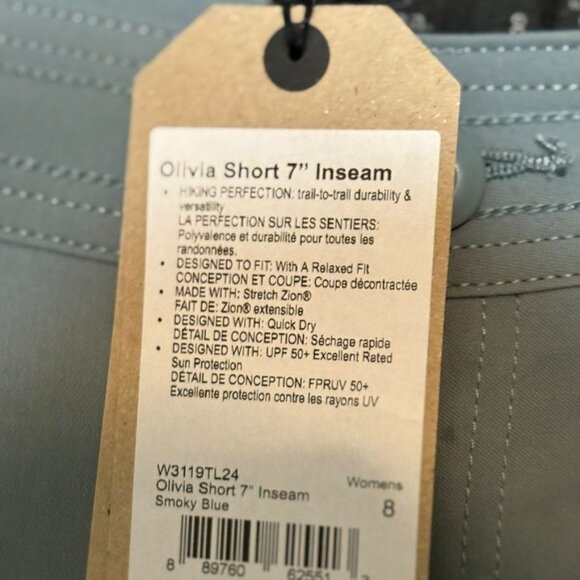 Olivia Short 7" Inseam
• HIKING PERFECTION: trail-to-trail durability &
versatility
LA PERFECTION SUR LES SENTIERS:
Polyvalence et durabilité pour toutes les
randonnées.
• DESIGNED TO FIT: With A Relaxed Fit
CONCEPTION ET COUPE: Coupe décontractée
• MADE WITH: Stretch Zion®
FAIT DE: Zion® extensible
• DESIGNED WITH: Quick Dry
DÉTAIL DE CONCEPTION: Séchage rapide
• DESIGNED WITH: UPF 50+ Excellent Rated
Sun Protection
DÉTAIL DE CONCEPTION: FPRUV 50+
Excellente protection contre les rayons UV
W3119TL24
Olivia Short 7" Inseam
Smoky Blue
Womens
8
8 89760 62551